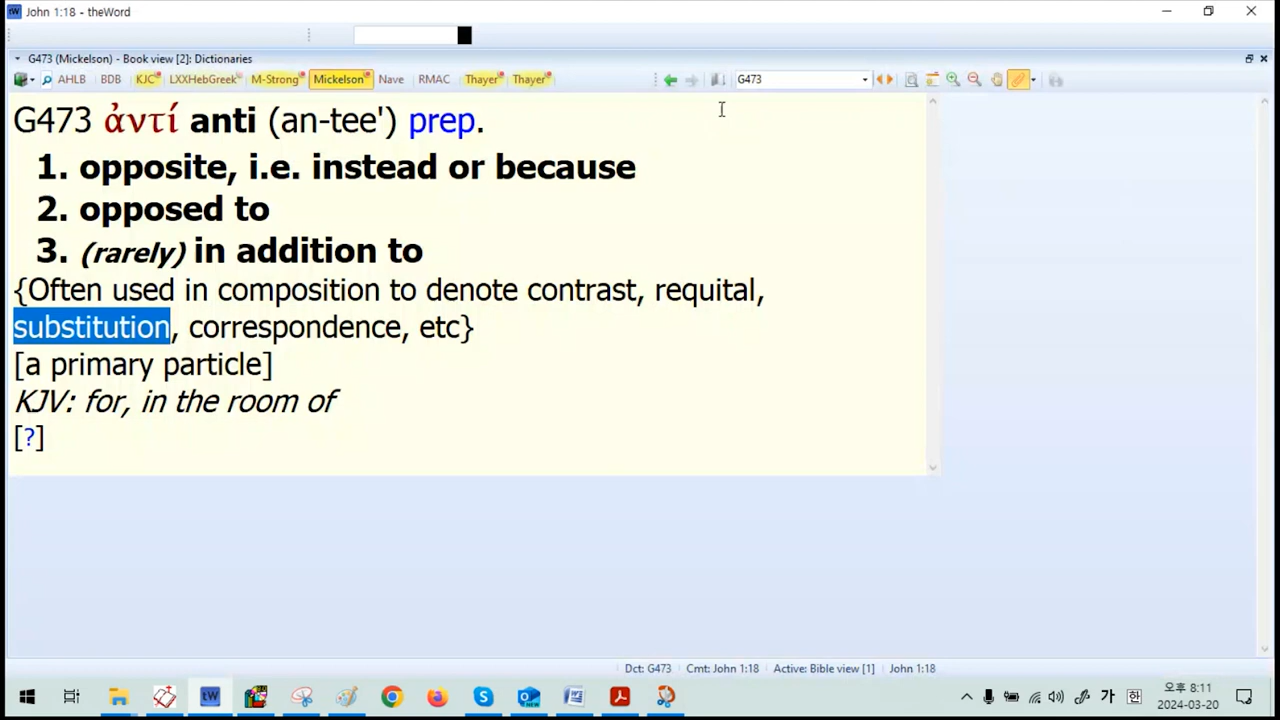 John 1:18 - theWord
G473 (Mickelson) - Book view [2]: Dictionaries
AHLB BDB KJC LXXHebGreek M-Strong Mickelson Nave RMAC Thayer Thayer G473
G473 ἀντί anti (an-tee') prep.
1. opposite, i.e. instead or because
2. opposed to
3. (rarely) in addition to
{Often used in composition to denote contrast, requital,
substitution, correspondence, etc}
[a primary particle]
KJV: for, in the room of
[?]
Dct: G473 Cmt: John 1:18 Active: Bible view [1] John 1:18
tW 가 한 오후 8:11
2024-03-20